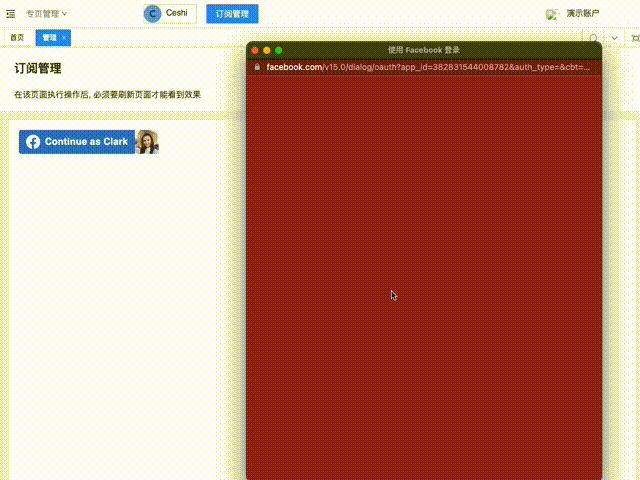 专页管理
C Ceshi
订阅管理
演示账户
首页
管理 ×
订阅管理
在该页面执行操作后, 必须要刷新页面才能看到效果
Continue as Clark
使用 Facebook 登录
facebook.com/v15.0/dialog/oauth?app_id=382831544008782&auth_type=&cbt=...